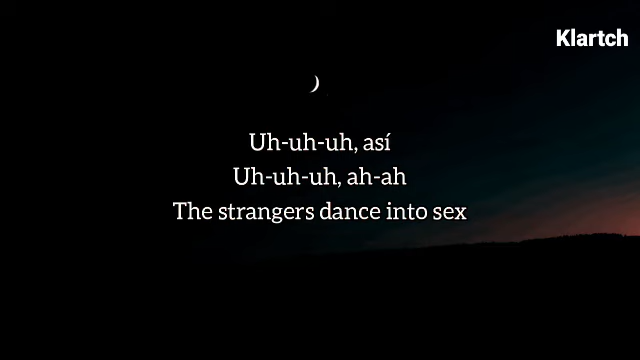 Klartch
Uh-uh-uh, así
Uh-uh-uh, ah-ah
The strangers dance into sex